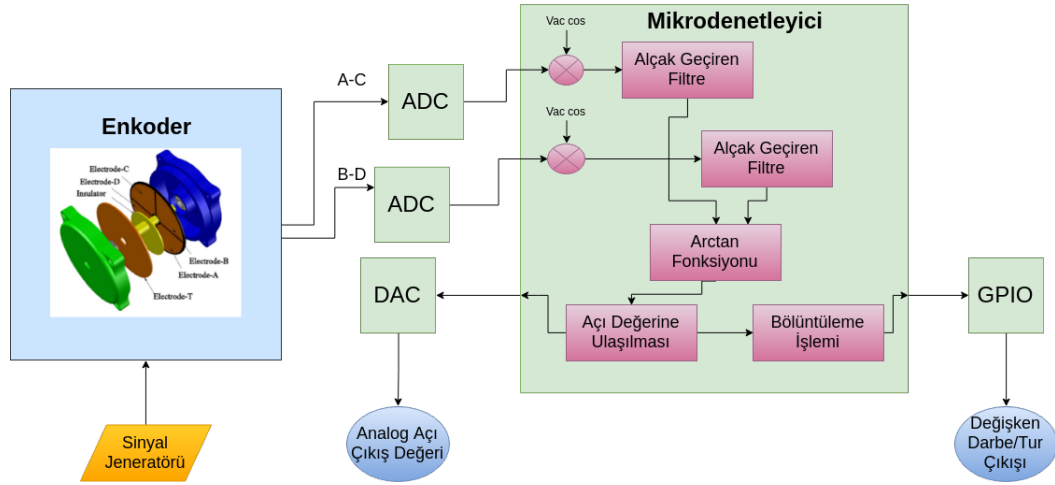 Mikrodenetleyici
Vac cos
Alçak Geçiren
Filtre
A-C
ADC
Enkoder
Vac cos
Alçak Geçiren
Filtre
B-D
ADC
Electrode-C
Electrode-D
Insulator
Electrode-B
Electrode-A
Electrode-T
Arctan
Fonksiyonu
DAC
Açı Değerine
Ulaşılması
Bölüntüleme
İşlemi
GPIO
Sinyal
Jeneratörü
Analog Açı
Çıkış Değeri
Değişken
Darbe/Tur
Çıkışı